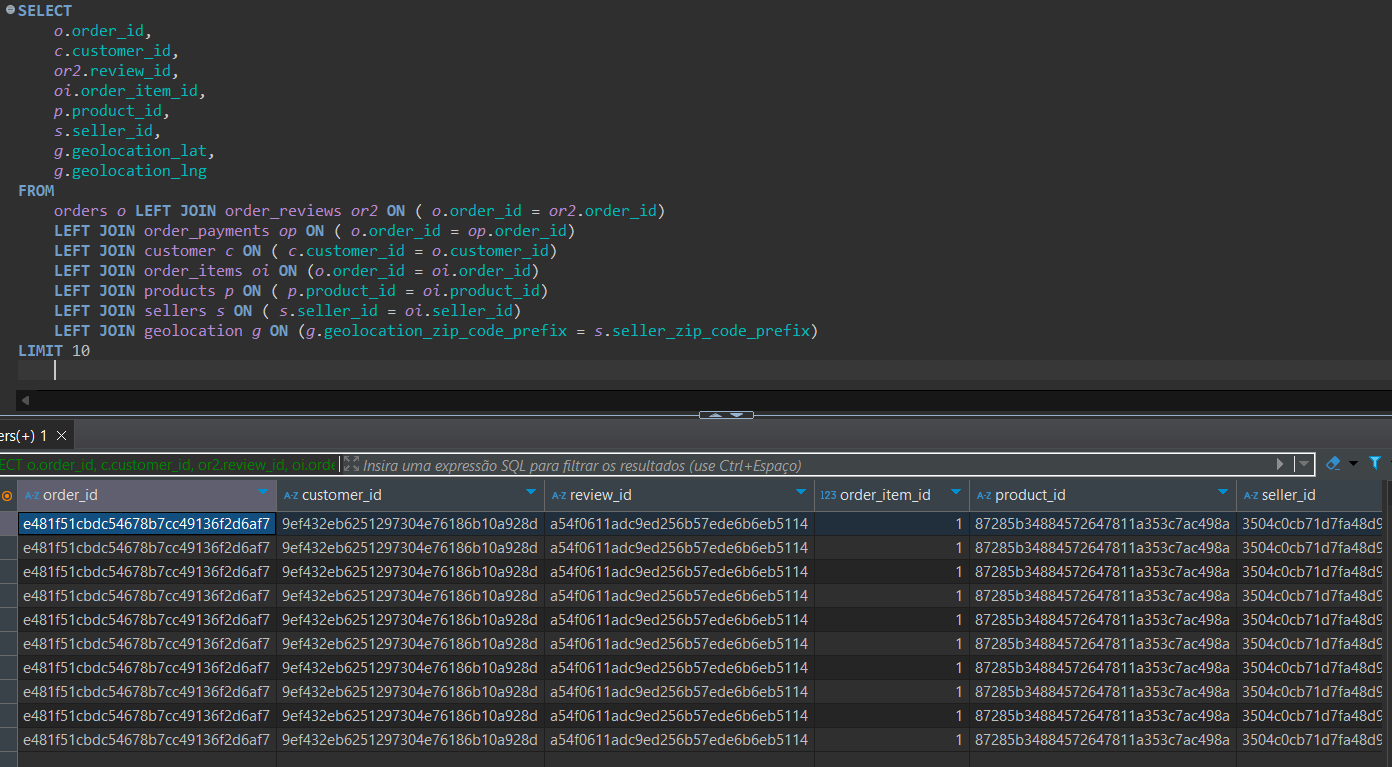 SELECT
o.order_id,
c.customer_id,
or2.review_id,
oi.order_item_id,
p.product_id,
s.seller_id,
g.geolocation_lat,
g.geolocation_lng
FROM
orders o LEFT JOIN order_reviews or2 ON ( o.order_id = or2.order_id)
LEFT JOIN order_payments op ON ( o.order_id = op.order_id)
LEFT JOIN customer c ON ( c.customer_id = o.customer_id)
LEFT JOIN order_items oi ON (o.order_id = oi.order_id)
LEFT JOIN products p ON ( p.product_id = oi.product_id)
LEFT JOIN sellers s ON ( s.seller_id = oi.seller_id)
LEFT JOIN geolocation g ON (g.geolocation_zip_code_prefix = s.seller_zip_code_prefix)
LIMIT 10
ers(+) 1
ECT o.order_id, c.customer_id, or2.review_id, oi.orde Insira uma expressão SQL para filtrar os resultados (use Ctrl+Espaço)
A-Z order_id A-Z customer_id A-Z review_id 123 order_item_id A-Z product_id A-Z seller_id
e481f51cbdc54678b7cc49136f2d6af7 9ef432eb6251297304e76186b10a928d a54f0611adc9ed256b57ede6b6eb5114 1 87285b34884572647811a353c7ac498a 3504c0cb71d7fa48d9
e481f51cbdc54678b7cc49136f2d6af7 9ef432eb6251297304e76186b10a928d a54f0611adc9ed256b57ede6b6eb5114 1 87285b34884572647811a353c7ac498a 3504c0cb71d7fa48d9
e481f51cbdc54678b7cc49136f2d6af7 9ef432eb6251297304e76186b10a928d a54f0611adc9ed256b57ede6b6eb5114 1 87285b34884572647811a353c7ac498a 3504c0cb71d7fa48d9
e481f51cbdc54678b7cc49136f2d6af7 9ef432eb6251297304e76186b10a928d a54f0611adc9ed256b57ede6b6eb5114 1 87285b34884572647811a353c7ac498a 3504c0cb71d7fa48d9
e481f51cbdc54678b7cc49136f2d6af7 9ef432eb6251297304e76186b10a928d a54f0611adc9ed256b57ede6b6eb5114 1 87285b34884572647811a353c7ac498a 3504c0cb71d7fa48d9
e481f51cbdc54678b7cc49136f2d6af7 9ef432eb6251297304e76186b10a928d a54f0611adc9ed256b57ede6b6eb5114 1 87285b34884572647811a353c7ac498a 3504c0cb71d7fa48d9
e481f51cbdc54678b7cc49136f2d6af7 9ef432eb6251297304e76186b10a928d a54f0611adc9ed256b57ede6b6eb5114 1 87285b34884572647811a353c7ac498a 3504c0cb71d7fa48d9
e481f51cbdc54678b7cc49136f2d6af7 9ef432eb6251297304e76186b10a928d a54f0611adc9ed256b57ede6b6eb5114 1 87285b34884572647811a353c7ac498a 3504c0cb71d7fa48d9
e481f51cbdc54678b7cc49136f2d6af7 9ef432eb6251297304e76186b10a928d a54f0611adc9ed256b57ede6b6eb5114 1 87285b34884572647811a353c7ac498a 3504c0cb71d7fa48d9
e481f51cbdc54678b7cc49136f2d6af7 9ef432eb6251297304e76186b10a928d a54f0611adc9ed256b57ede6b6eb5114 1 87285b34884572647811a353c7ac498a 3504c0cb71d7fa48d9